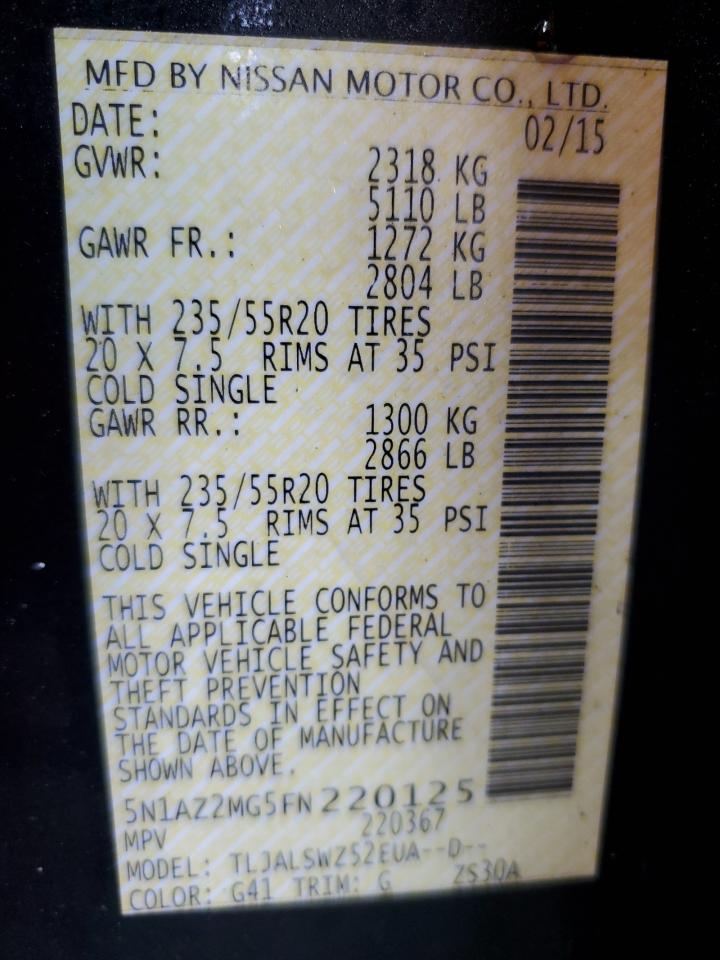 MFD BY NISSAN MOTOR CO., LTD.
DATE: 02/15
GVWR: 2318 KG
5110 LB
GAWR FR.: 1272 KG
2804 LB
WITH 235/55R20 TIRES
20 X 7.5 RIMS AT 35 PSI
COLD SINGLE
GAWR RR.: 1300 KG
2866 LB
WITH 235/55R20 TIRES
20 X 7.5 RIMS AT 35 PSI
COLD SINGLE
THIS VEHICLE CONFORMS TO
ALL APPLICABLE FEDERAL
MOTOR VEHICLE SAFETY AND
THEFT PREVENTION
STANDARDS IN EFFECT ON
THE DATE OF MANUFACTURE
SHOWN ABOVE.
5N1AZ2MG5FN220125
MPV 220367
MODEL: TLJALSWZ52EUA--D--
COLOR: G41 TRIM: G ZS30A